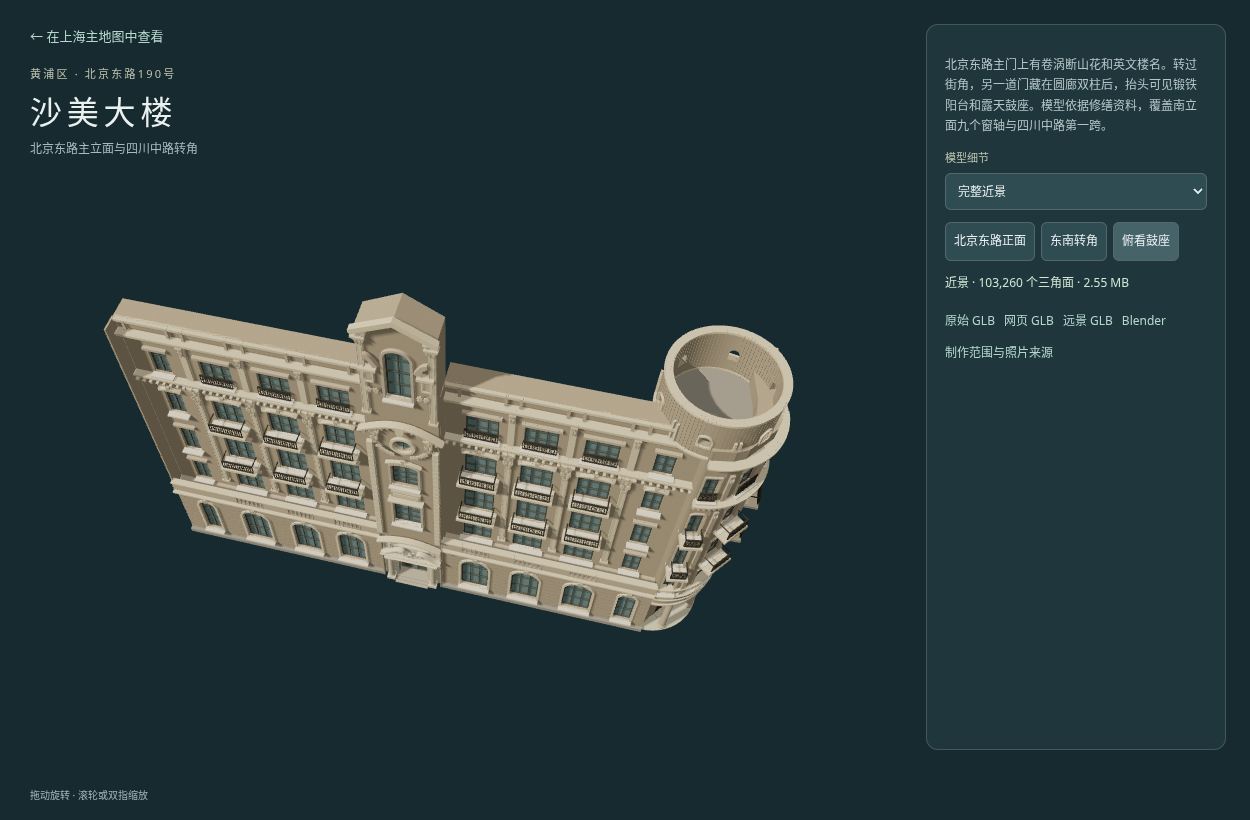 ← 在上海主地图中查看
黄浦区 · 北京东路190号
沙美大楼
北京东路主立面与四川中路转角
北京东路主门上有卷涡断山花和英文楼名。转过
街角，另一道门藏在圆廊双柱后，抬头可见锻铁
阳台和露天鼓座。模型依据修缮资料，覆盖南立
面九个窗轴与四川中路第一跨。
模型细节
完整近景
北京东路正面 东南转角 俯看鼓座
近景 · 103,260 个三角面 · 2.55 MB
原始 GLB 网页 GLB 远景 GLB Blender
制作范围与照片来源
拖动旋转 · 滚轮或双指缩放